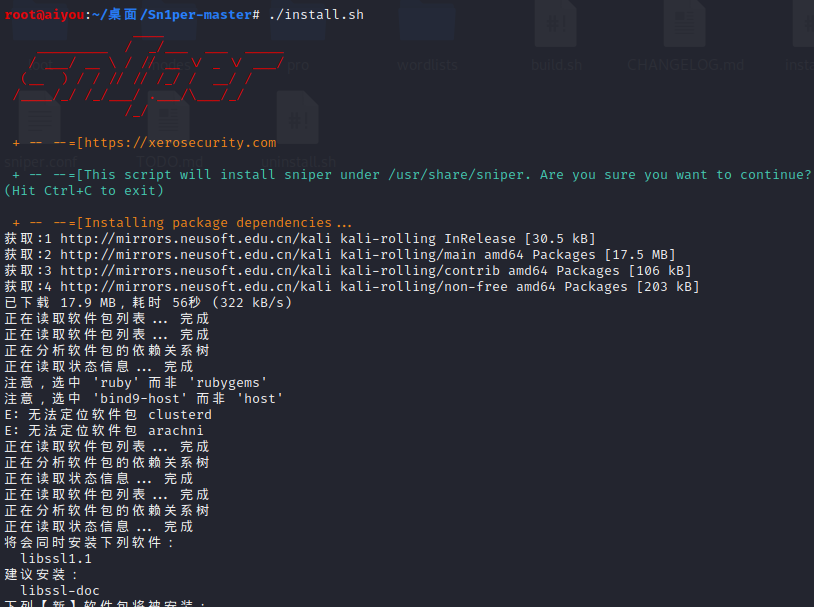 root@aiyou:~/桌面/Sn1per-master# ./install.sh
+ -- --=[https://xerosecurity.com
+ -- --=[This script will install sniper under /usr/share/sniper. Are you sure you want to continue?
(Hit Ctrl+C to exit)
+ -- --=[Installing package dependencies...
获取:1 http://mirrors.neusoft.edu.cn/kali kali-rolling InRelease [30.5 kB]
获取:2 http://mirrors.neusoft.edu.cn/kali kali-rolling/main amd64 Packages [17.5 MB]
获取:3 http://mirrors.neusoft.edu.cn/kali kali-rolling/contrib amd64 Packages [106 kB]
获取:4 http://mirrors.neusoft.edu.cn/kali kali-rolling/non-free amd64 Packages [203 kB]
已下载 17.9 MB，耗时 56秒 (322 kB/s)
正在读取软件包列表... 完成
正在读取软件包列表... 完成
正在分析软件包的依赖关系树
正在读取状态信息... 完成
注意，选中 'ruby' 而非 'rubygems'
注意，选中 'bind9-host' 而非 'host'
E: 无法定位软件包 clusterd
E: 无法定位软件包 arachni
正在读取软件包列表... 完成
正在分析软件包的依赖关系树
正在读取状态信息... 完成
正在读取软件包列表... 完成
正在分析软件包的依赖关系树
正在读取状态信息... 完成
将会同时安装下列软件：
libssl1.1
建议安装：
libssl-doc
下列【新】软件包将被安装：